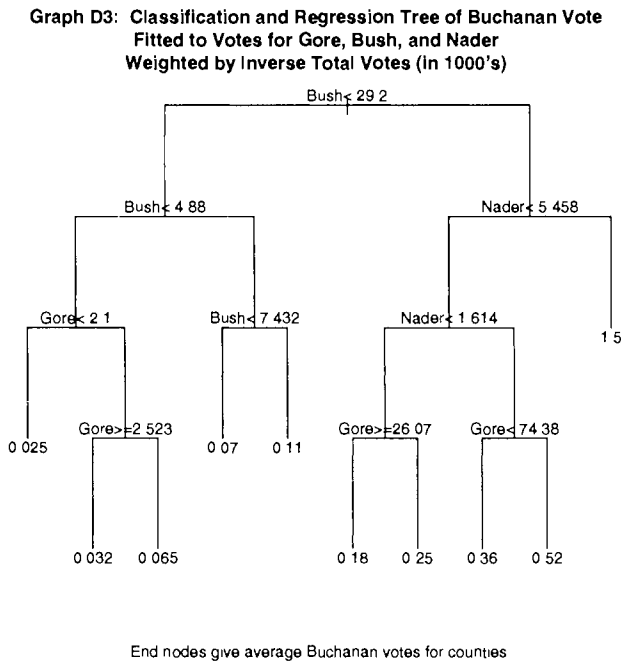 Graph D3: Classification and Regression Tree of Buchanan Vote
Fitted to Votes for Gore, Bush, and Nader
Weighted by Inverse Total Votes (in 1000's)
Bush< 29 2
Bush< 4 88
Nader< 5 458
Gore< 2 1
Bush< 7 432
Nader< 1 614
1 5
0 025
Gore>=2 523
0 07
0 11
Gore>=26 07
Gore< 74 38
0 032
0 065
0 18
0 25
0 36
0 52
End nodes give average Buchanan votes for counties